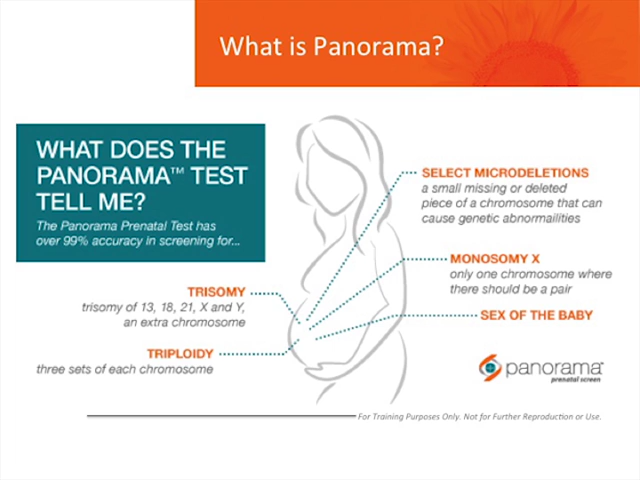 What is Panorama?
WHAT DOES THE
PANORAMA™ TEST
TELL ME?
The Panorama Prenatal Test has
over 99% accuracy in screening for...
SELECT MICRODELETIONS
a small missing or deleted
piece of a chromosome that can
cause genetic abnormailities
MONOSOMY X
only one chromosome where
there should be a pair
TRISOMY
trisomy of 13, 18, 21, X and Y,
an extra chromosome
SEX OF THE BABY
TRIPLOIDY
three sets of each chromosome
panorama™
prenatal screen
For Training Purposes Only. Not for Further Reproduction or Use.